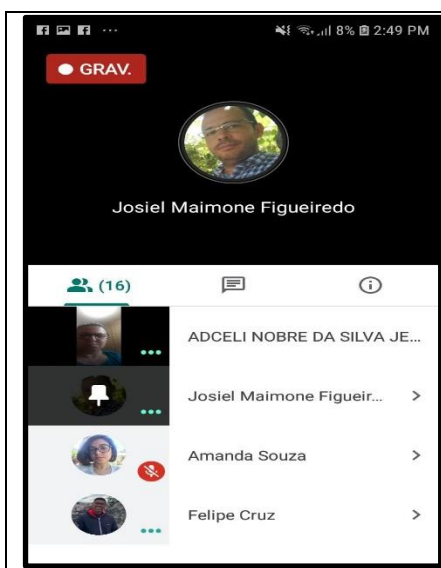 8% 2:49 PM
GRAV.
Josiel Maimone Figueiredo
(16)
ADCELI NOBRE DA SILVA JE...
Josiel Maimone Figueir...
Amanda Souza
Felipe Cruz